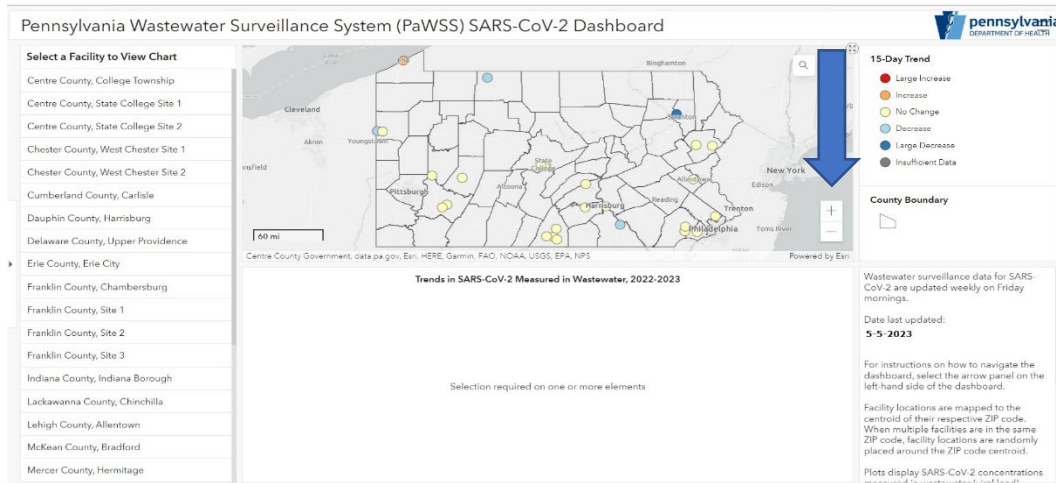 Pennsylvania Wastewater Surveillance System (PaWSS) SARS-CoV-2 Dashboard
pennsylvania
DEPARTMENT OF HEALTH
Select a Facility to View Chart
Centre County, College Township
Centre County, State College Site 1
Centre County, State College Site 2
Chester County, West Chester Site 1
Chester County, West Chester Site 2
Cumberland County, Carlisle
Dauphin County, Harrisburg
Delaware County, Upper Providence
Erie County, Erie City
Franklin County, Chambersburg
Franklin County, Site 1
Franklin County, Site 2
Franklin County, Site 3
Indiana County, Indiana Borough
Lackawanna County, Chinchilla
Lehigh County, Allentown
McKean County, Bradford
Mercer County, Hermitage
Binghamton
Cleveland
Akron
Youngstown
Scranton
State
College
New York
Allentown
Edison
Pittsburgh
Altoona
Harrisburg
Reading
Trenton
Philadelphia
Toms River
60 mi
+
−
Centre County Government, data.pa.gov, Esri, HERE, Garmin, FAO, NOAA, USGS, EPA, NPS
Powered by Esri
15-Day Trend
Large Increase
Increase
No Change
Decrease
Large Decrease
Insufficient Data
County Boundary
Trends in SARS-CoV-2 Measured in Wastewater, 2022-2023
Selection required on one or more elements
Wastewater surveillance data for SARS-
CoV-2 are updated weekly on Friday
mornings.
Date last updated:
5-5-2023
For instructions on how to navigate the
dashboard, select the arrow panel on the
left-hand side of the dashboard.
Facility locations are mapped to the
centroid of their respective ZIP code.
When multiple facilities are in the same
ZIP code, facility locations are randomly
placed around the ZIP code centroid.
Plots display SARS-CoV-2 concentrations
measured in wastewater (viral load)